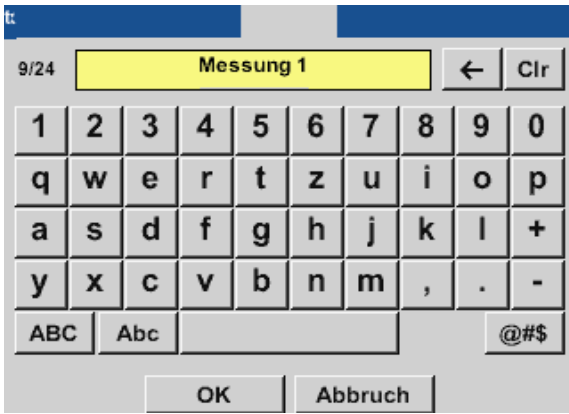 t:
9/24 Messung 1 ← Clr
1 2 3 4 5 6 7 8 9 0
q w e r t z u i o p
a s d f g h j k l +
y x c v b n m , . -
ABC Abc @#$
OK Abbruch